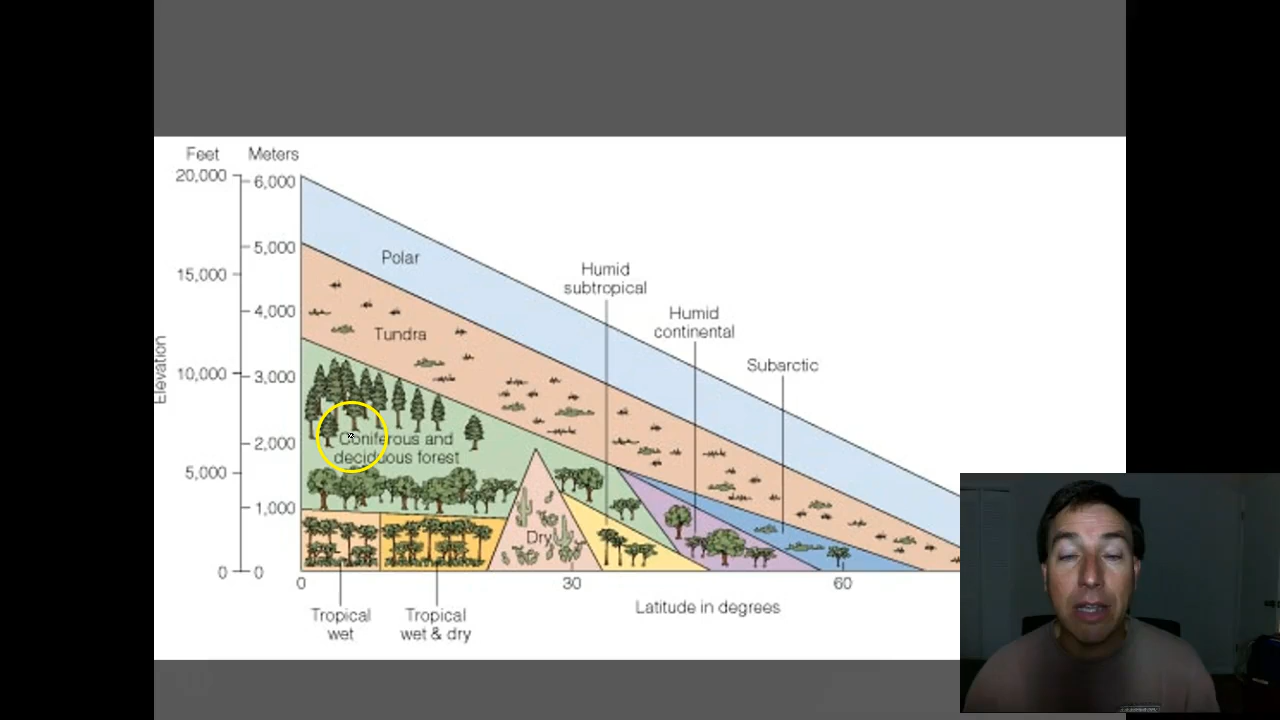 Feet
Meters
20,000
6,000
5,000
15,000
4,000
10,000
3,000
2,000
5,000
1,000
0
0
Elevation
Polar
Tundra
Coniferous and
deciduous forest
Dry
Humid
subtropical
Humid
continental
Subarctic
0
30
60
Latitude in degrees
Tropical
wet
Tropical
wet & dry